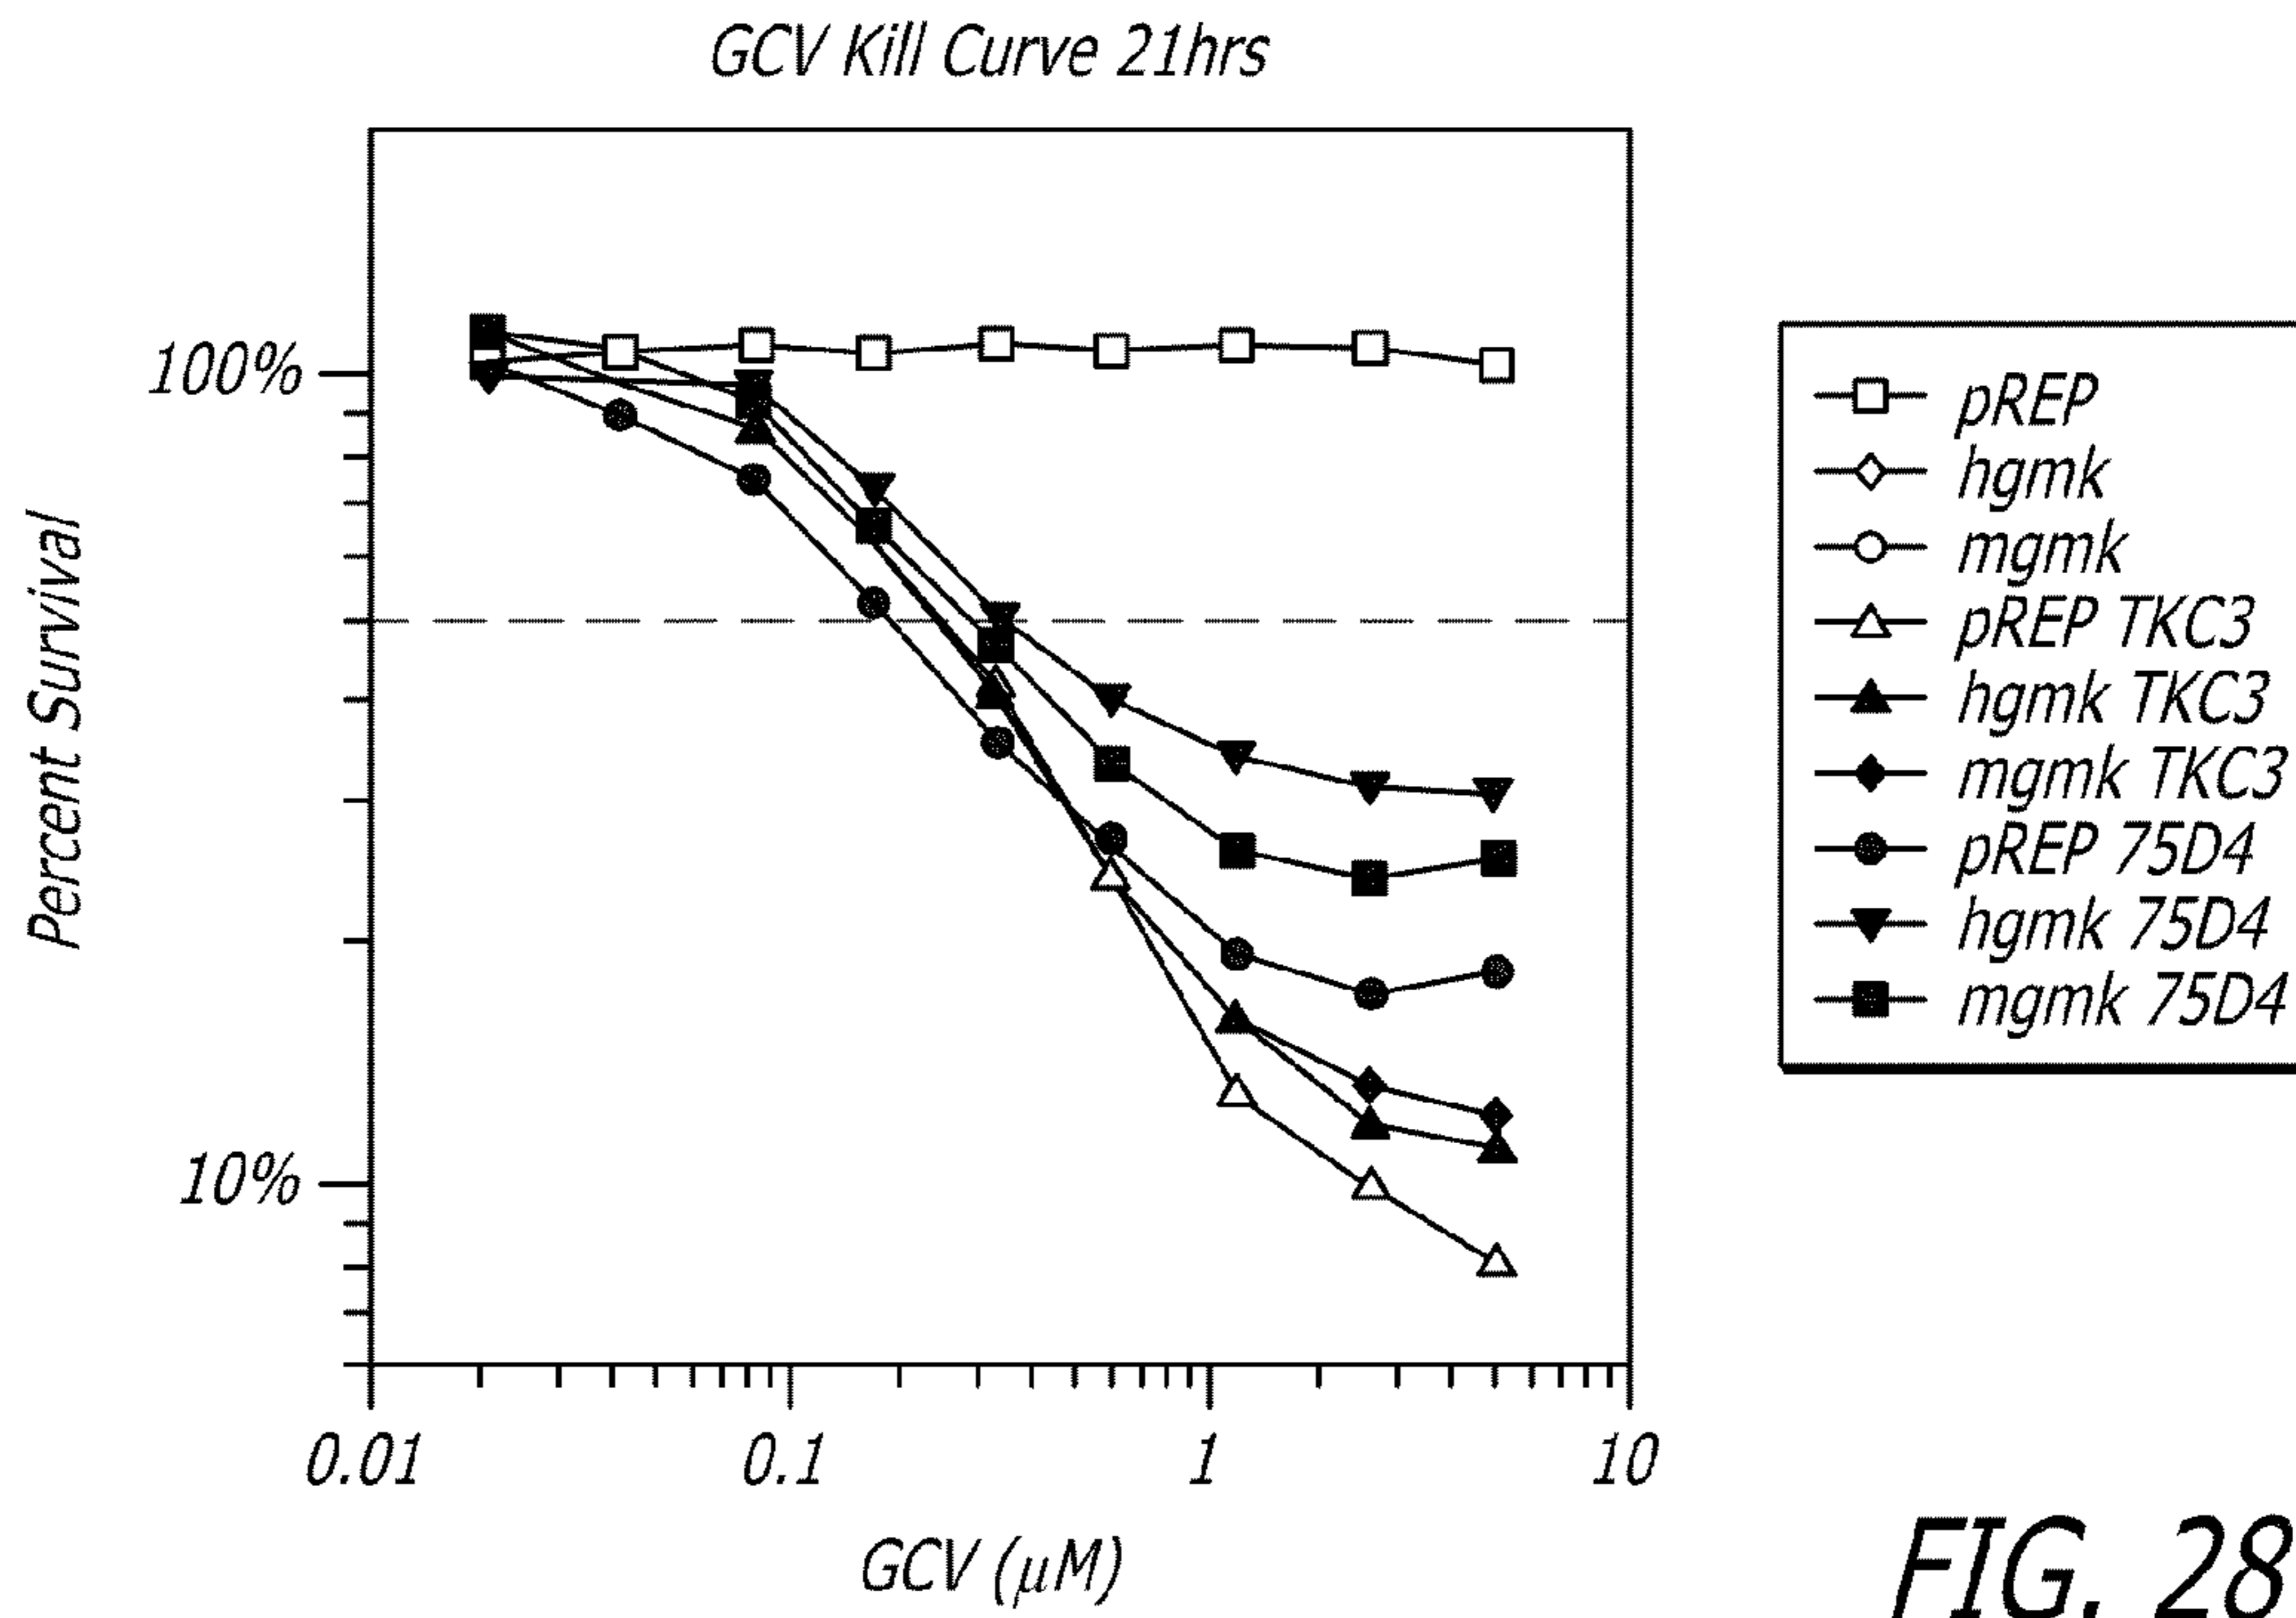 GCV Kill Curve 21hrs
100%
10%
Percent Survival
0.01 0.1 1 10
GCV (μM)
pREP
hgmk
mgmk
pREP TKC3
hgmk TKC3
mgmk TKC3
pREP 75D4
hgmk 75D4
mgmk 75D4
FIG. 28